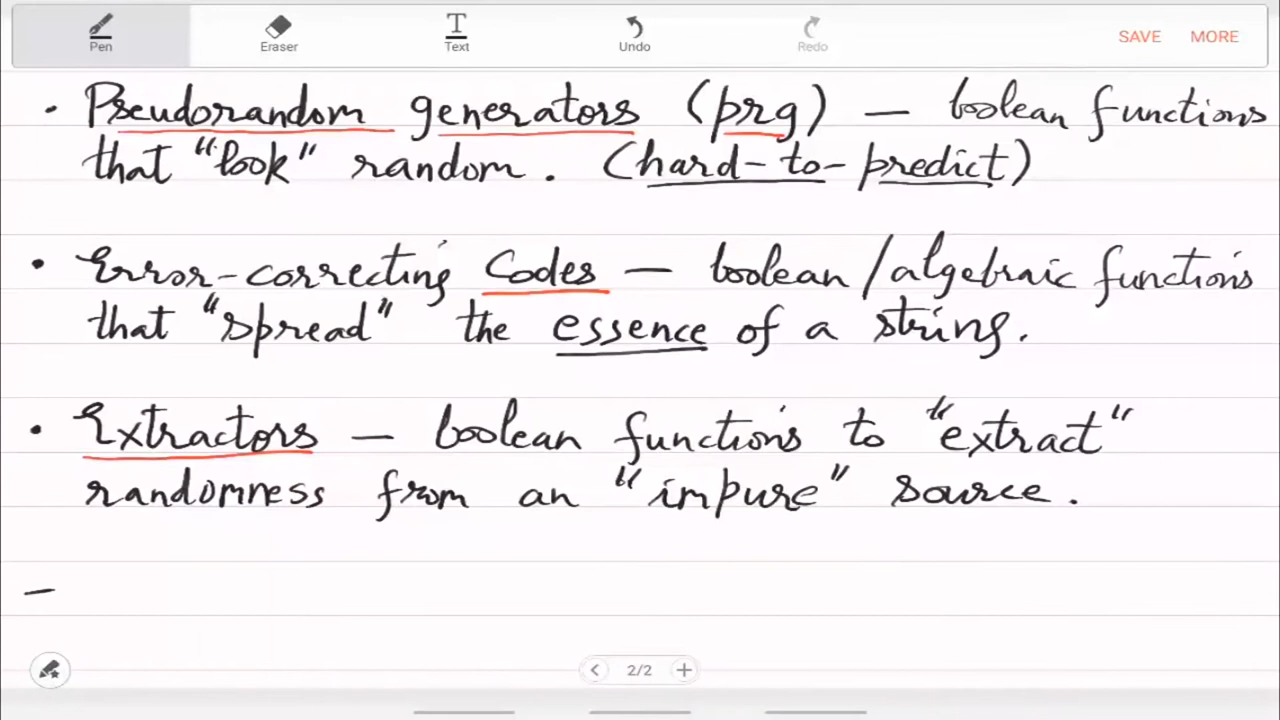 Pen Eraser Text Undo Redo SAVE MORE
• Pseudorandom generators (prg) — boolean functions
that "look" random. (hard-to-predict)
• Error-correcting Codes — boolean/algebraic functions
that "spread" the essence of a string.
• Extractors — boolean functions to "extract"
randomness from an "impure" source.
—
2/2